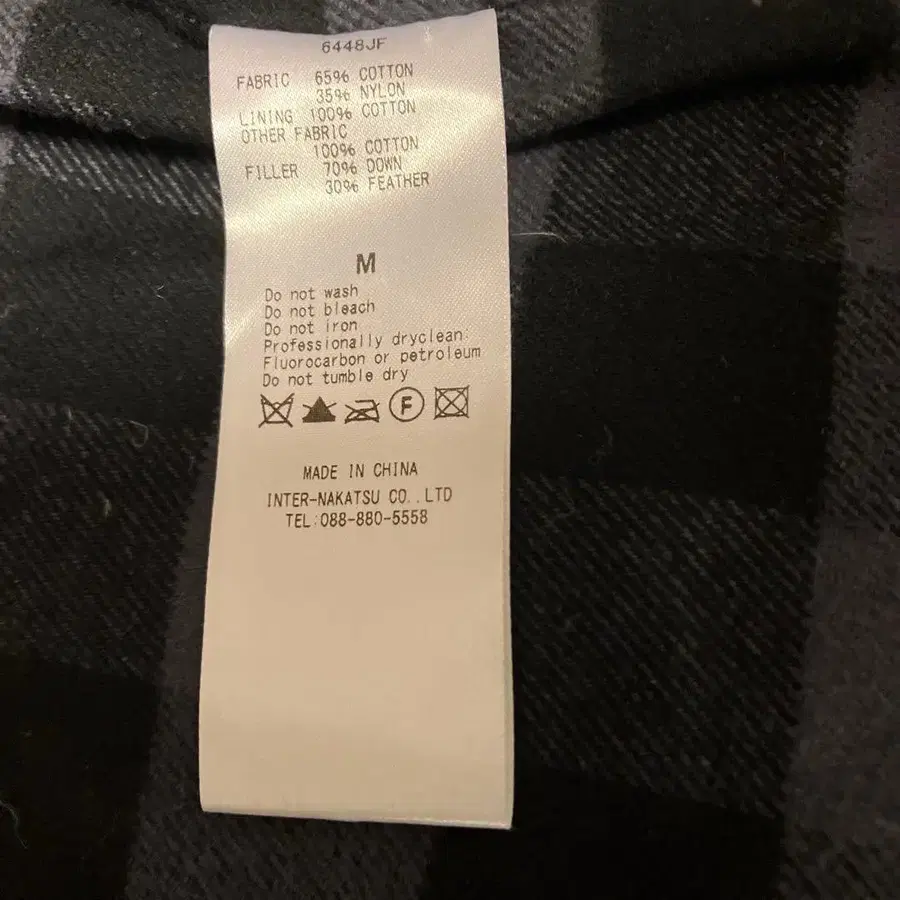 6448JF
FABRIC 65% COTTON
35% NYLON
LINING 100% COTTON
OTHER FABRIC
100% COTTON
FILLER 70% DOWN
30% FEATHER
M
Do not wash
Do not bleach
Do not iron
Professionally dryclean:
Fluorocarbon or petroleum
Do not tumble dry
F
MADE IN CHINA
INTER-NAKATSU CO.,LTD
TEL:088-880-5558